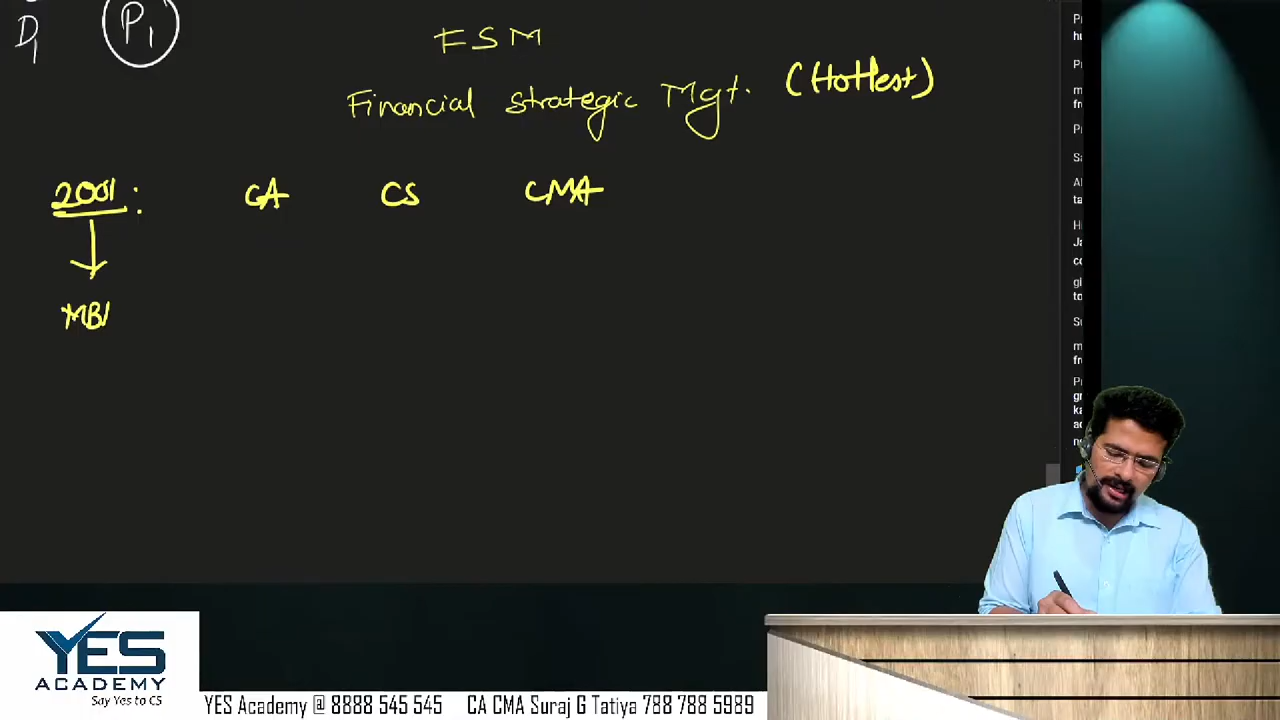 D1 P1
FSM
Financial Strategic Mgt. (Hottest)
2001: CA CS CMA
MBA
YES
ACADEMY
Say Yes to CS
YES Academy @ 8888 545 545 CA CMA Suraj G Tatiya 788 788 5989